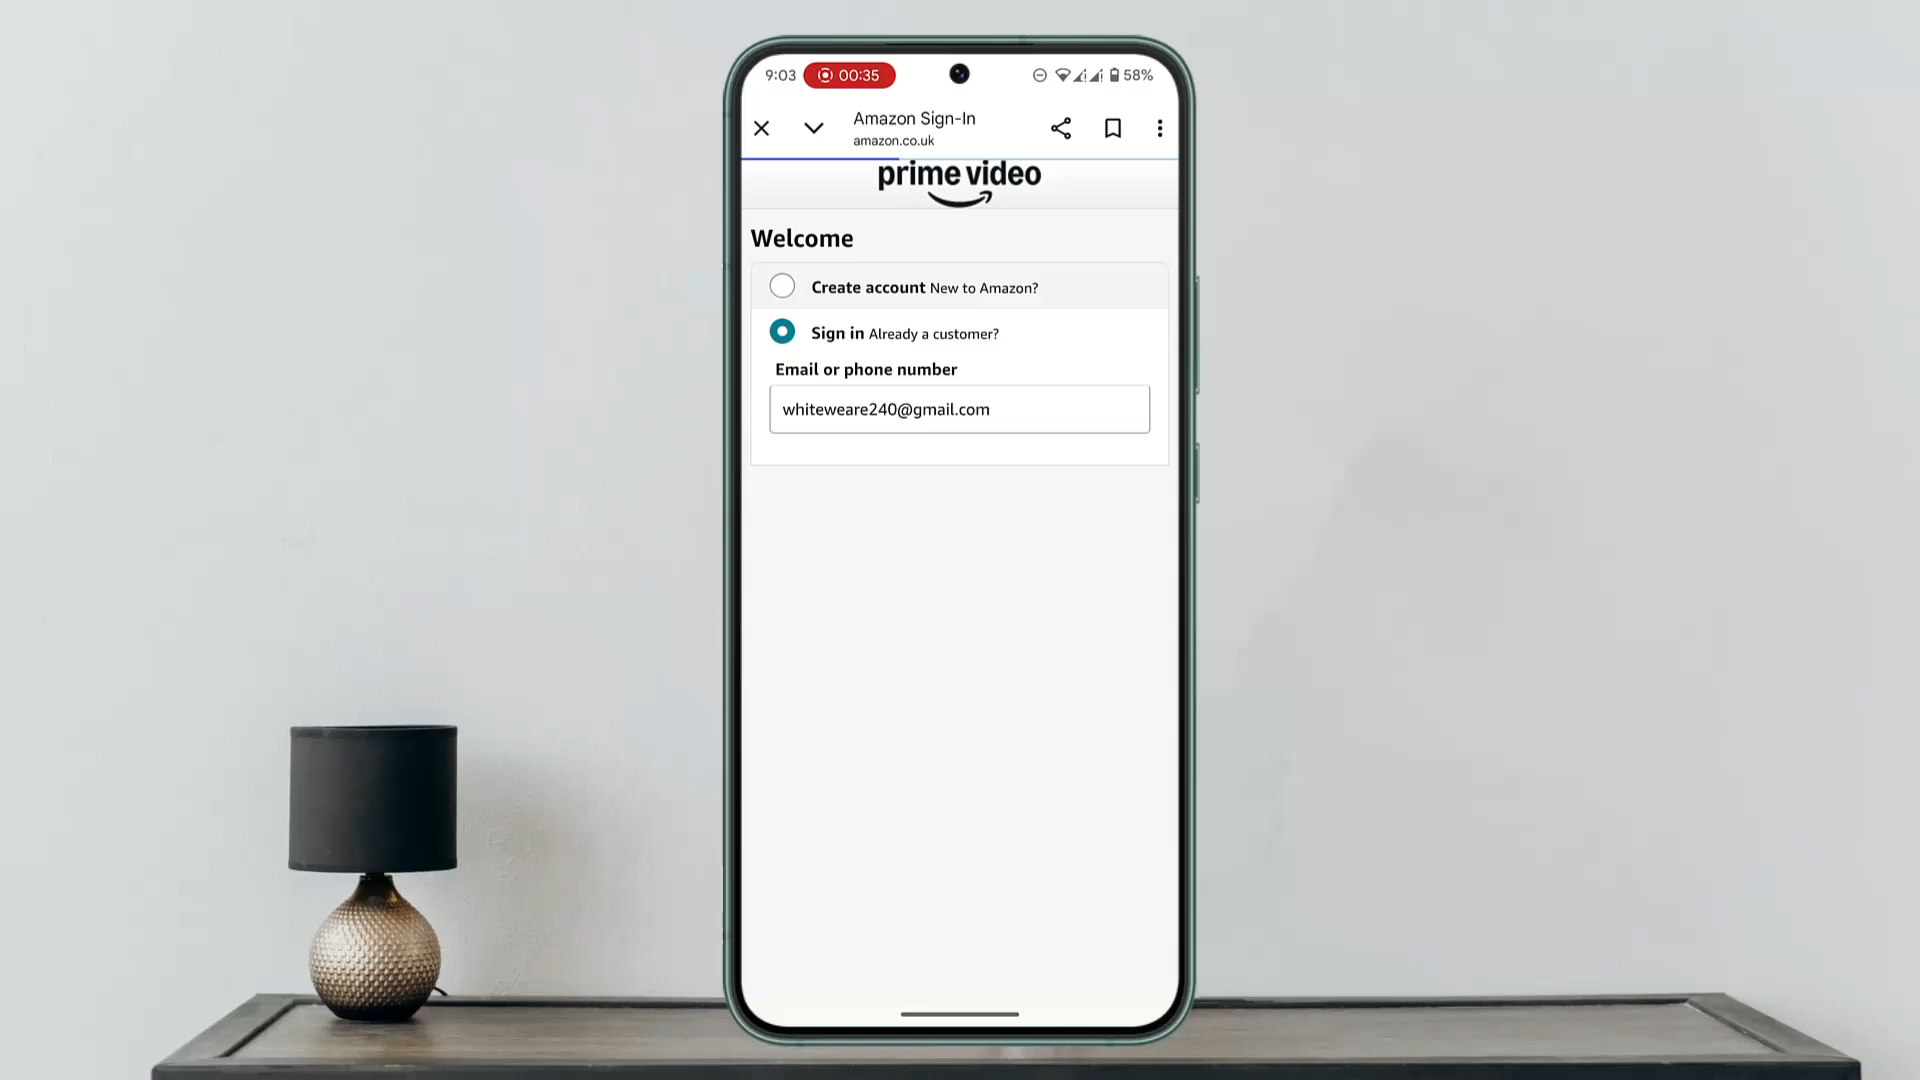 9:03 00:35 58%
Amazon Sign-In
amazon.co.uk
prime video
Welcome
Create account New to Amazon?
Sign in Already a customer?
Email or phone number
whiteweare240@gmail.com